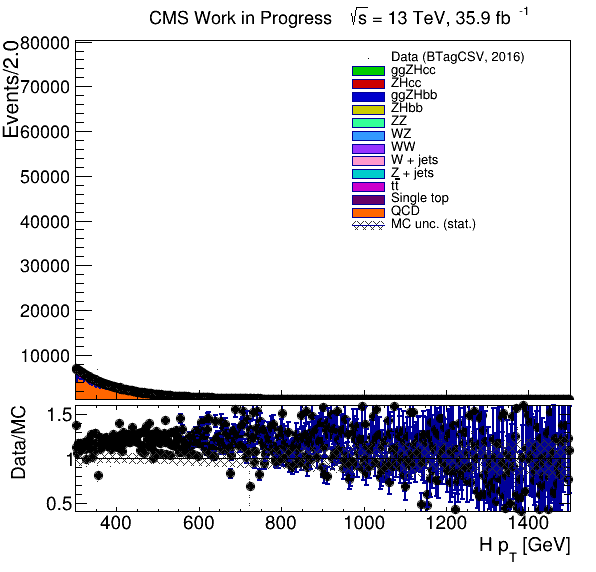 CMS Work in Progress √s = 13 TeV, 35.9 fb⁻¹
Events/2.0
80000
70000
60000
50000
40000
30000
20000
10000
Data (BTagCSV, 2016)
ggZHcc
ZHcc
ggZHbb
ZHbb
ZZ
WZ
WW
W + jets
Z + jets
tt̅
Single top
QCD
MC unc. (stat.)
Data/MC
1.5
1
0.5
400 600 800 1000 1200 1400
H p_T [GeV]